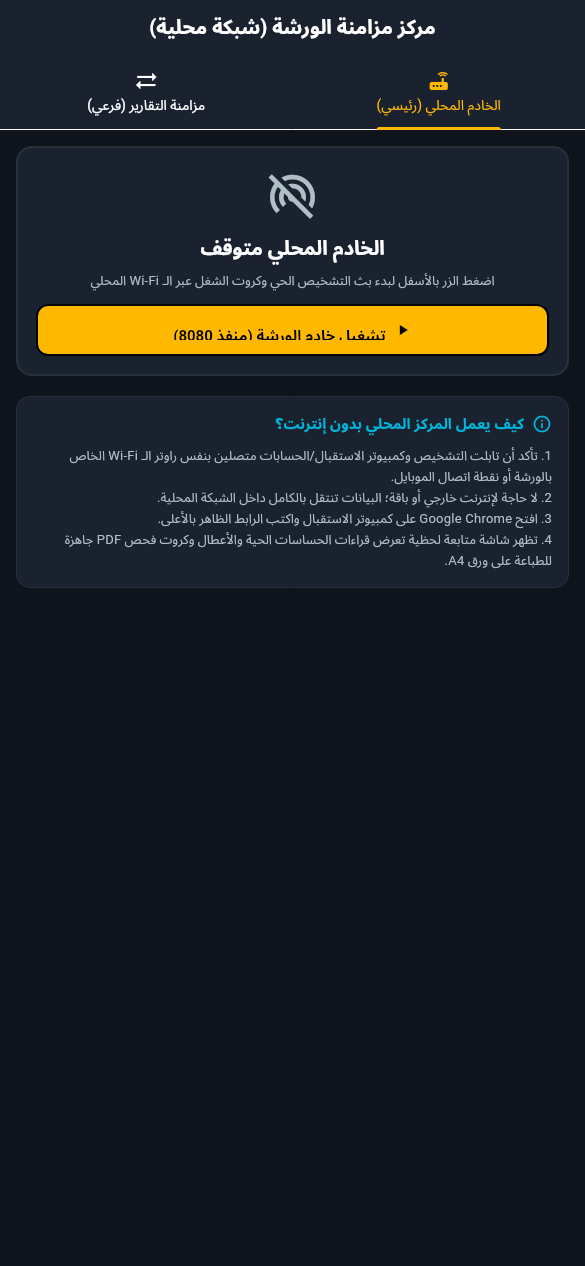 مركز مزامنة الورشة (شبكة محلية)
الخادم المحلي (رئيسي)
مزامنة التقارير (فرعي)
الخادم المحلي متوقف
اضغط الزر بالأسفل لبدء بث التشخيص الحي وكروت الشغل عبر الـ Wi-Fi المحلي
تشغيل خادم الورشة (منفذ 8080)
كيف يعمل المركز المحلي بدون إنترنت؟
1. تأكد أن تابلت التشخيص وكمبيوتر الاستقبال/الحسابات متصلين بنفس راوتر الـ Wi-Fi الخاص
بالورشة أو نقطة اتصال الموبايل.
2. لا حاجة لإنترنت خارجي أو باقة؛ البيانات تنتقل بالكامل داخل الشبكة المحلية.
3. افتح Google Chrome على كمبيوتر الاستقبال واكتب الرابط الظاهر بالأعلى.
4. تظهر شاشة متابعة لحظية تعرض قراءات الحساسات الحية والأعطال وكروت فحص PDF جاهزة
للطباعة على ورق A4.